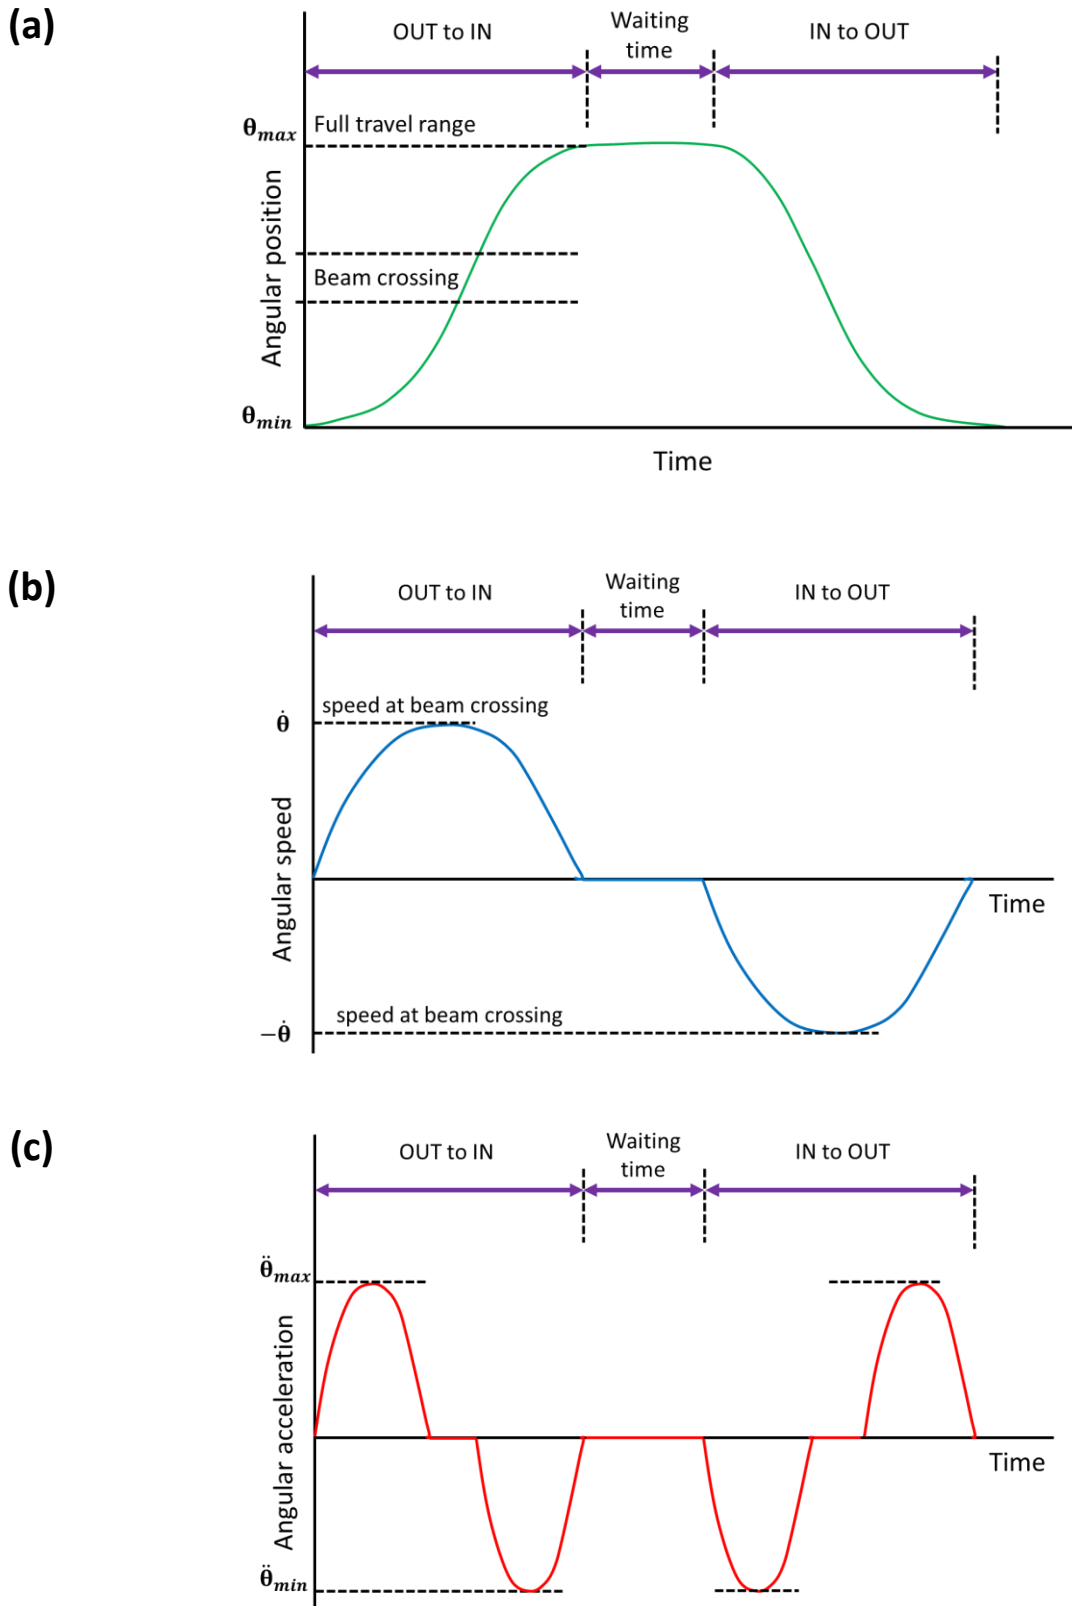 (a)
OUT to IN
Waiting
time
IN to OUT
θmax
Full travel range
Angular position
Beam crossing
θmin
Time
(b)
OUT to IN
Waiting
time
IN to OUT
θ̇
speed at beam crossing
Angular speed
Time
speed at beam crossing
−θ̇
(c)
OUT to IN
Waiting
time
IN to OUT
θ̈max
Angular acceleration
Time
θ̈min